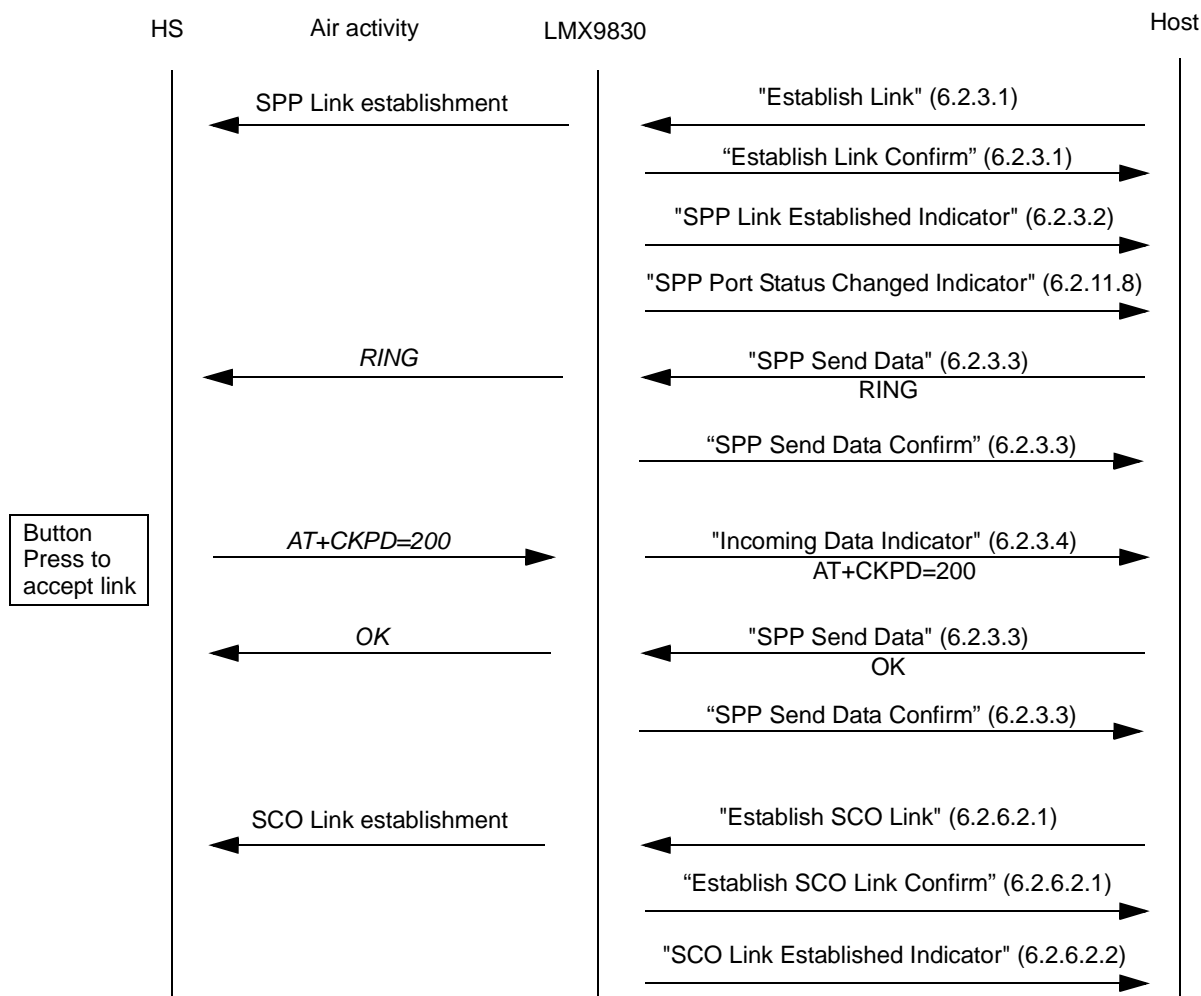 HS Air activity LMX9830 Host
SPP Link establishment "Establish Link" (6.2.3.1)
“Establish Link Confirm” (6.2.3.1)
"SPP Link Established Indicator" (6.2.3.2)
"SPP Port Status Changed Indicator" (6.2.11.8)
RING "SPP Send Data" (6.2.3.3)
RING
“SPP Send Data Confirm” (6.2.3.3)
Button
Press to
accept link
AT+CKPD=200 "Incoming Data Indicator" (6.2.3.4)
AT+CKPD=200
OK "SPP Send Data" (6.2.3.3)
OK
“SPP Send Data Confirm” (6.2.3.3)
SCO Link establishment "Establish SCO Link" (6.2.6.2.1)
“Establish SCO Link Confirm” (6.2.6.2.1)
"SCO Link Established Indicator" (6.2.6.2.2)